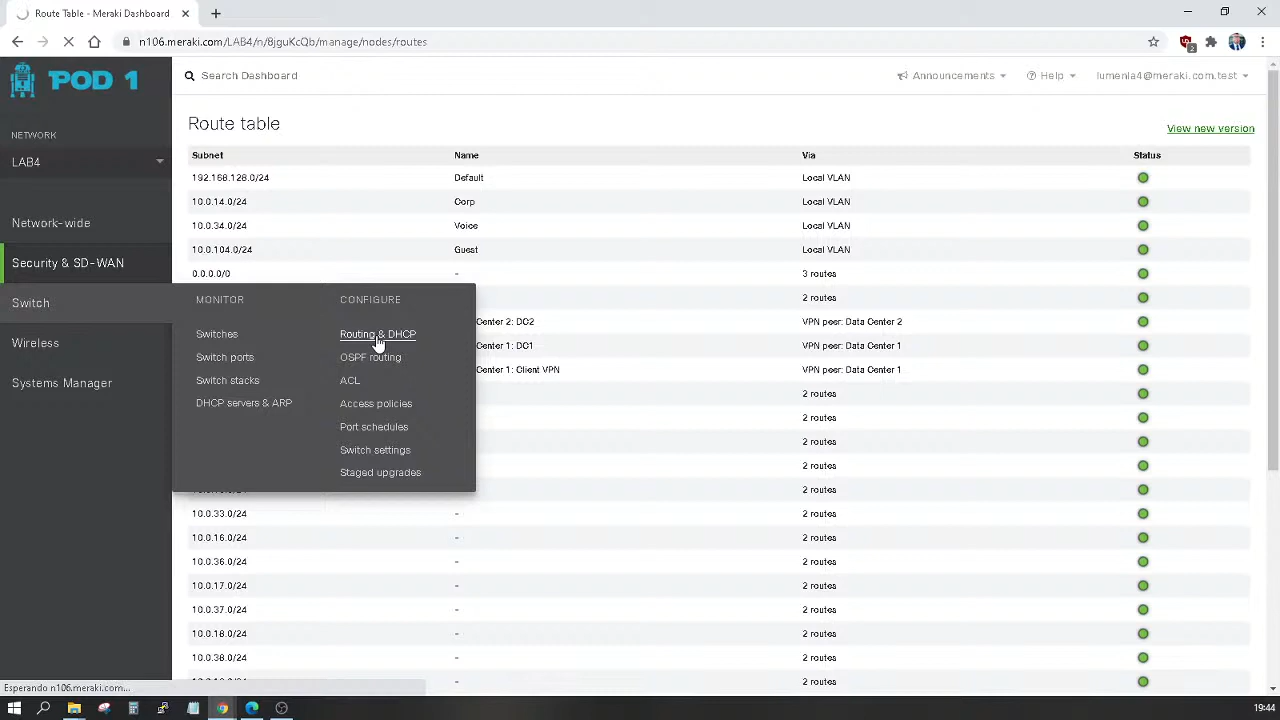 Route Table - Meraki Dashboard
n106.meraki.com/LAB4/n/8jguKcQb/manage/nodes/routes
2
POD 1
Search Dashboard
Announcements
Help
lumenla4@meraki.com.test
NETWORK
LAB4
Network-wide
Security & SD-WAN
Switch
Wireless
Systems Manager
MONITOR
Switches
Switch ports
Switch stacks
DHCP servers & ARP
CONFIGURE
Routing & DHCP
OSPF routing
ACL
Access policies
Port schedules
Switch settings
Staged upgrades
Route table
View new version
Subnet Name Via Status
192.168.128.0/24 Default Local VLAN
10.0.14.0/24 Corp Local VLAN
10.0.34.0/24 Voice Local VLAN
10.0.104.0/24 Guest Local VLAN
0.0.0.0/0 - 3 routes
2 routes
Center 2: DC2 VPN peer: Data Center 2
Center 1: DC1 VPN peer: Data Center 1
Center 1: Client VPN VPN peer: Data Center 1
2 routes
2 routes
2 routes
2 routes
2 routes
10.0.33.0/24 - 2 routes
10.0.16.0/24 - 2 routes
10.0.36.0/24 - 2 routes
10.0.17.0/24 - 2 routes
10.0.37.0/24 - 2 routes
10.0.18.0/24 - 2 routes
10.0.38.0/24 - 2 routes
2 routes
Esperando n106.meraki.com...
19:44